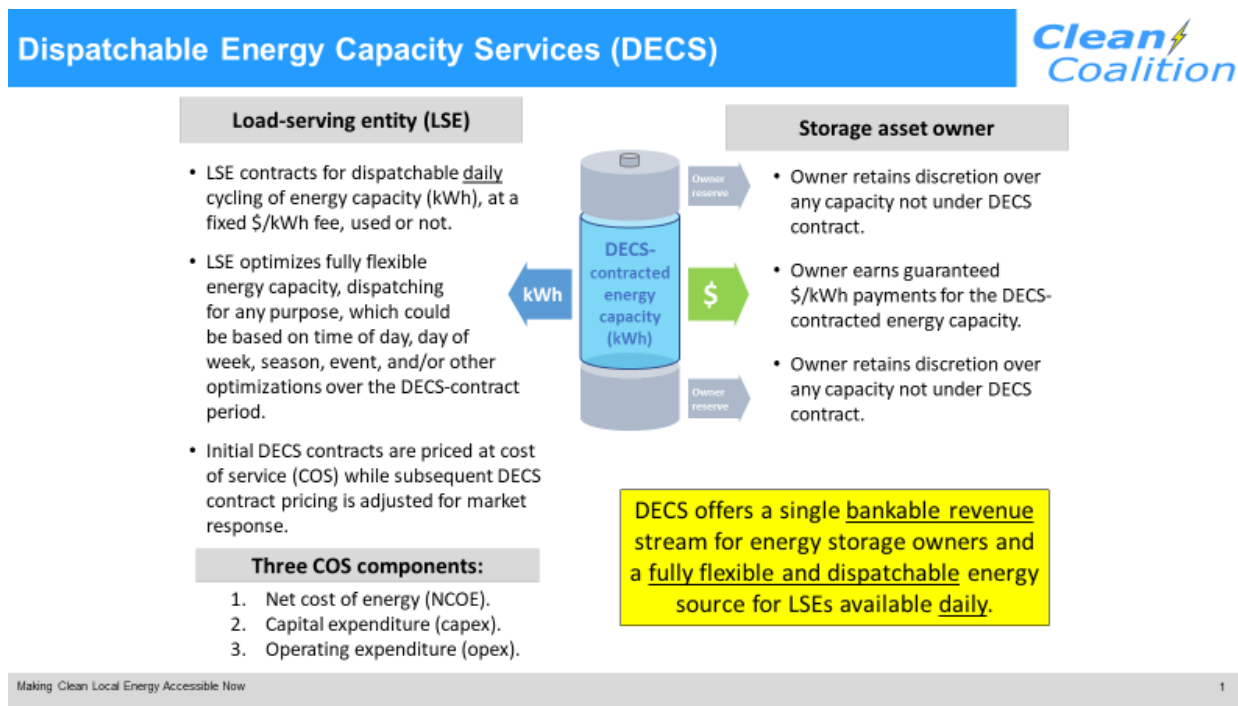 Dispatchable Energy Capacity Services (DECS)
Clean
Coalition
Load-serving entity (LSE)
• LSE contracts for dispatchable daily
cycling of energy capacity (kWh), at a
fixed $/kWh fee, used or not.
• LSE optimizes fully flexible
energy capacity, dispatching
for any purpose, which could
be based on time of day, day of
week, season, event, and/or other
optimizations over the DECS-contract
period.
• Initial DECS contracts are priced at cost
of service (COS) while subsequent DECS
contract pricing is adjusted for market
response.
Three COS components:
1. Net cost of energy (NCOE).
2. Capital expenditure (capex).
3. Operating expenditure (opex).
kWh
DECS-
contracted
energy
capacity
(kWh)
Owner
reserve
$
Owner
reserve
Storage asset owner
• Owner retains discretion over
any capacity not under DECS
contract.
• Owner earns guaranteed
$/kWh payments for the DECS-
contracted energy capacity.
• Owner retains discretion over
any capacity not under DECS
contract.
DECS offers a single bankable revenue
stream for energy storage owners and
a fully flexible and dispatchable energy
source for LSEs available daily.
Making Clean Local Energy Accessible Now
1